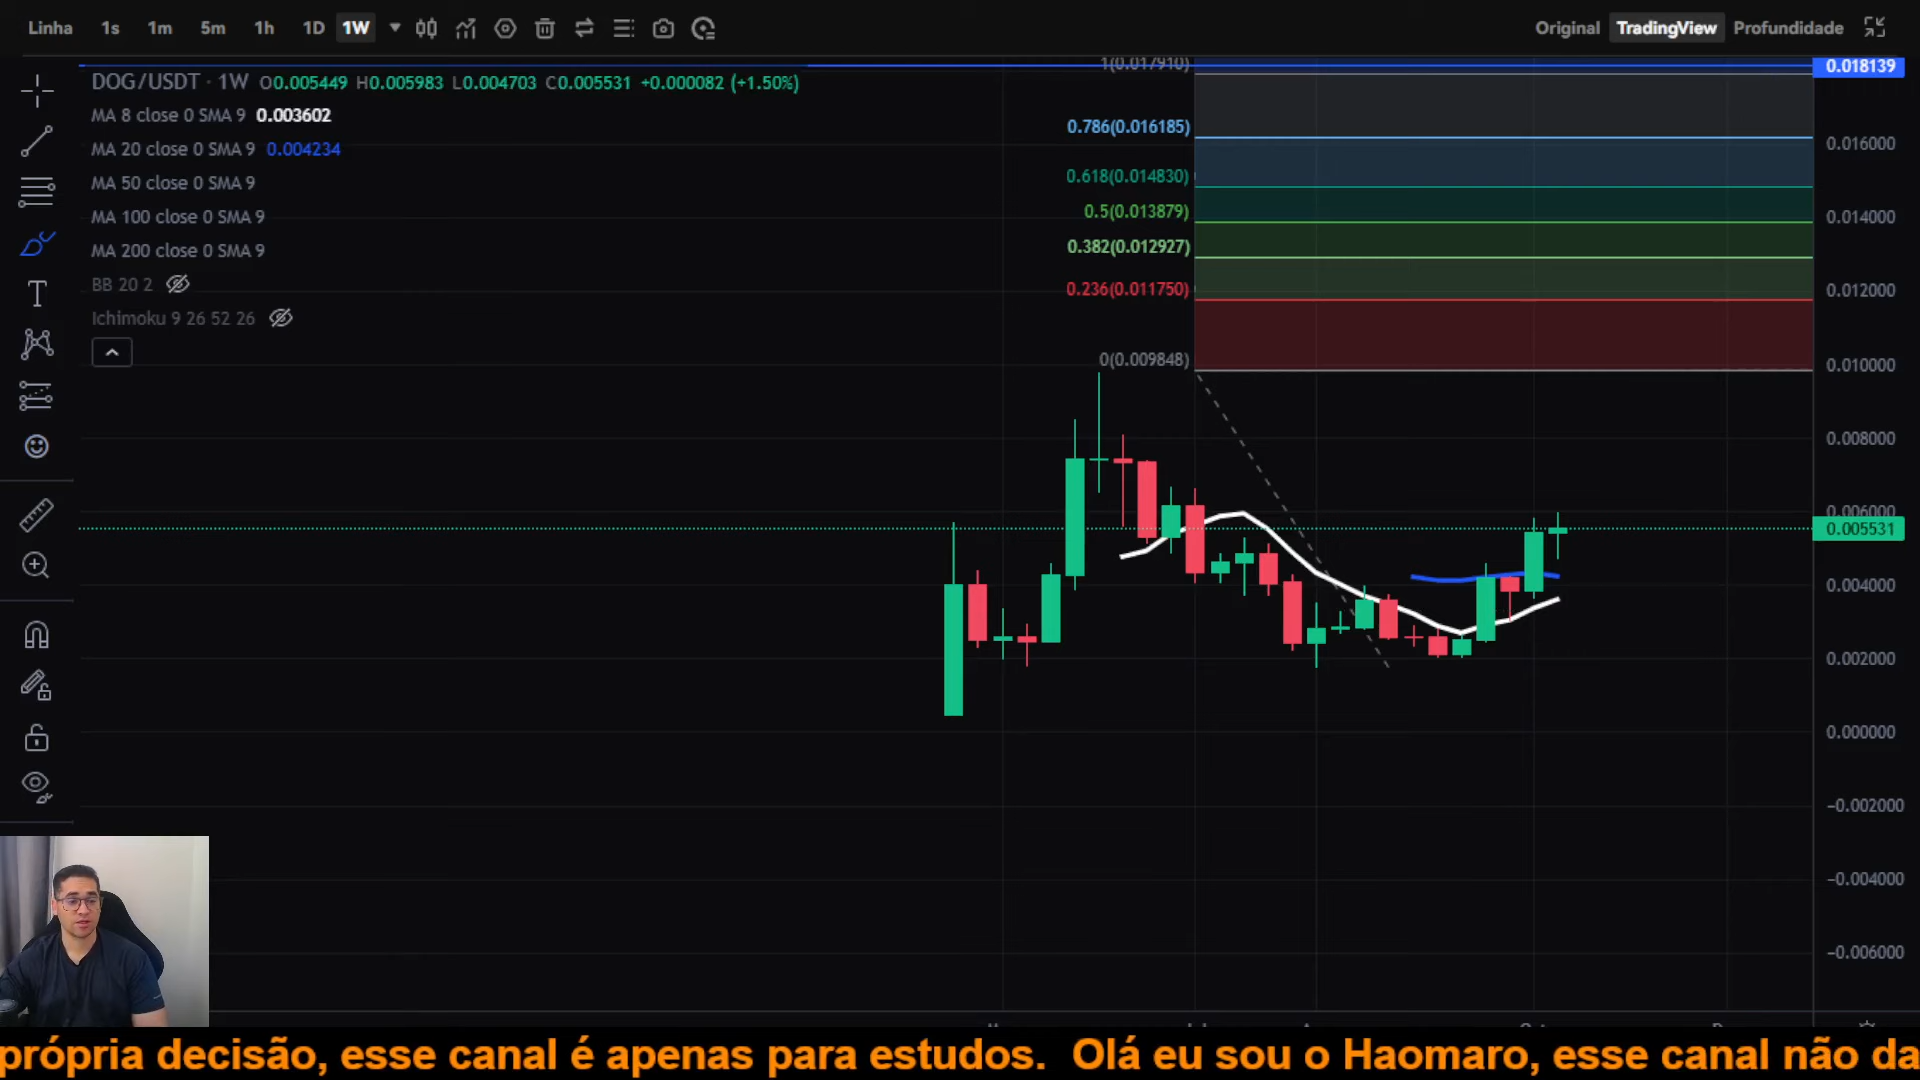 Linha 1s 1m 5m 1h 1D 1W Original TradingView Profundidade
DOG/USDT · 1W O0.005449 H0.005983 L0.004703 C0.005531 +0.000082 (+1.50%)
MA 8 close 0 SMA 9 0.003602
MA 20 close 0 SMA 9 0.004234
MA 50 close 0 SMA 9
MA 100 close 0 SMA 9
MA 200 close 0 SMA 9
BB 20 2
Ichimoku 9 26 52 26
1(0.017910)
0.786(0.016185)
0.618(0.014830)
0.5(0.013879)
0.382(0.012927)
0.236(0.011750)
0(0.009848)
0.018139
0.016000
0.014000
0.012000
0.010000
0.008000
0.006000
0.005531
0.004000
0.002000
0.000000
−0.002000
−0.004000
−0.006000
própria decisão, esse canal é apenas para estudos. Olá eu sou o Haomaro, esse canal não da